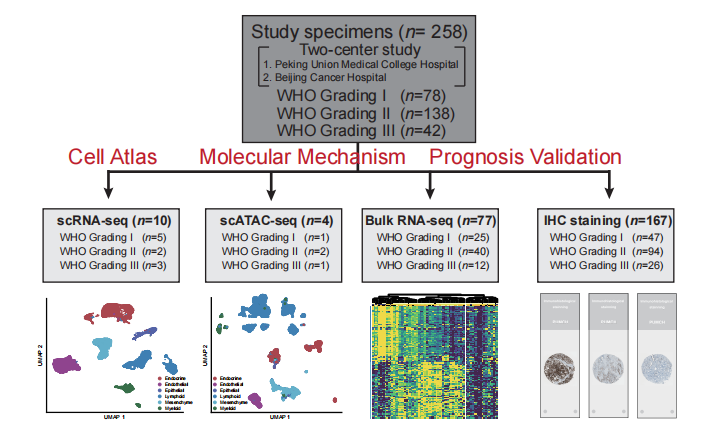 Study specimens (n= 258)
Two-center study
1. Peking Union Medical College Hospital
2. Beijing Cancer Hospital
WHO Grading I (n=78)
WHO Grading II (n=138)
WHO Grading III (n=42)
Cell Atlas
Molecular Mechanism
Prognosis Validation
scRNA-seq (n=10)
WHO Grading I (n=5)
WHO Grading II (n=2)
WHO Grading III (n=3)
scATAC-seq (n=4)
WHO Grading I (n=1)
WHO Grading II (n=2)
WHO Grading III (n=1)
Bulk RNA-seq (n=77)
WHO Grading I (n=25)
WHO Grading II (n=40)
WHO Grading III (n=12)
IHC staining (n=167)
WHO Grading I (n=47)
WHO Grading II (n=94)
WHO Grading III (n=26)
UMAP 2
Endocrine
Endothelial
Epithelial
Lymphoid
Mesenchyme
Myeloid
UMAP 1
UMAP 2
Endocrine
Endothelial
Epithelial
Lymphoid
Mesenchyme
Myeloid
UMAP 1